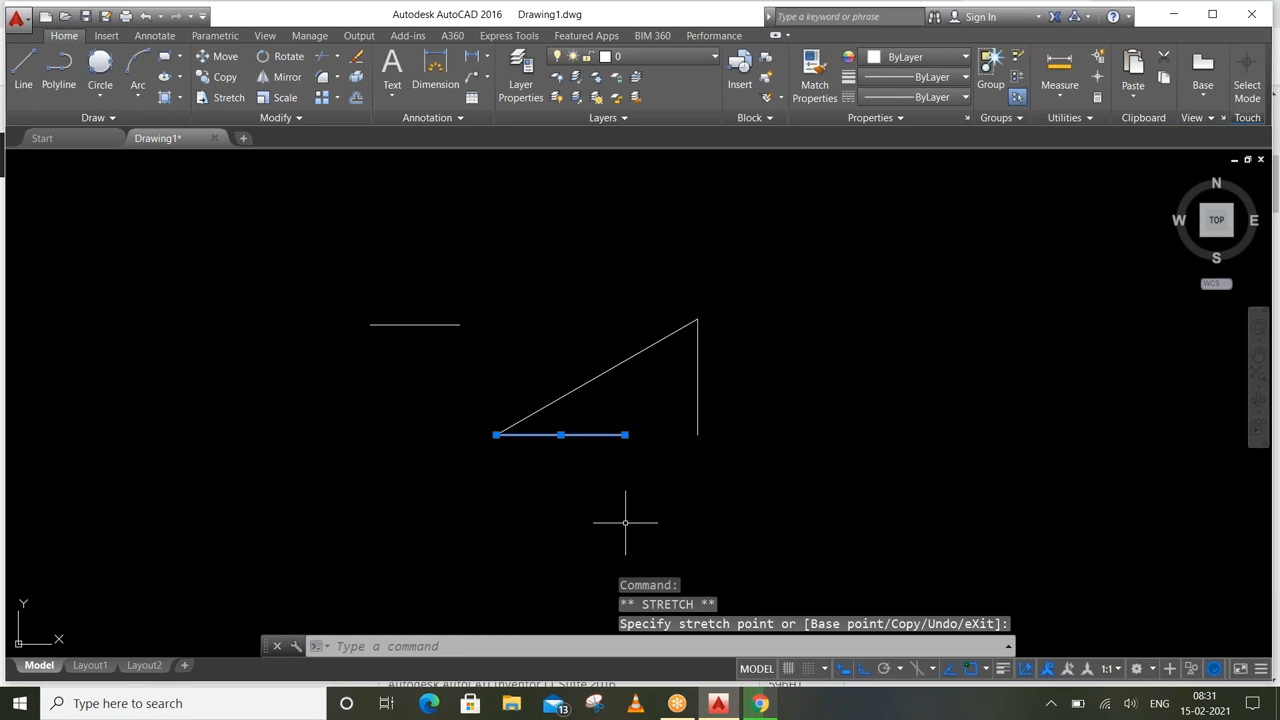 Autodesk AutoCAD 2016 Drawing1.dwg
Type a keyword or phrase
Sign In
Home Insert Annotate Parametric View Manage Output Add-ins A360 Express Tools Featured Apps BIM 360 Performance
Line Polyline Circle Arc
Move Rotate
Copy Mirror
Stretch Scale
Text Dimension
Layer Properties
0
Insert
Match Properties
ByLayer
ByLayer
ByLayer
Group
Measure
Paste
Base
Select Mode
Draw Modify Annotation Layers Block Properties Groups Utilities Clipboard View Touch
Start Drawing1*
N
W TOP E
S
WCS
Command:
** STRETCH **
Specify stretch point or [Base point/Copy/Undo/eXit]:
Y
X
Type a command
Model Layout1 Layout2
MODEL 1:1
Type here to search
13
ENG
08:31
15-02-2021